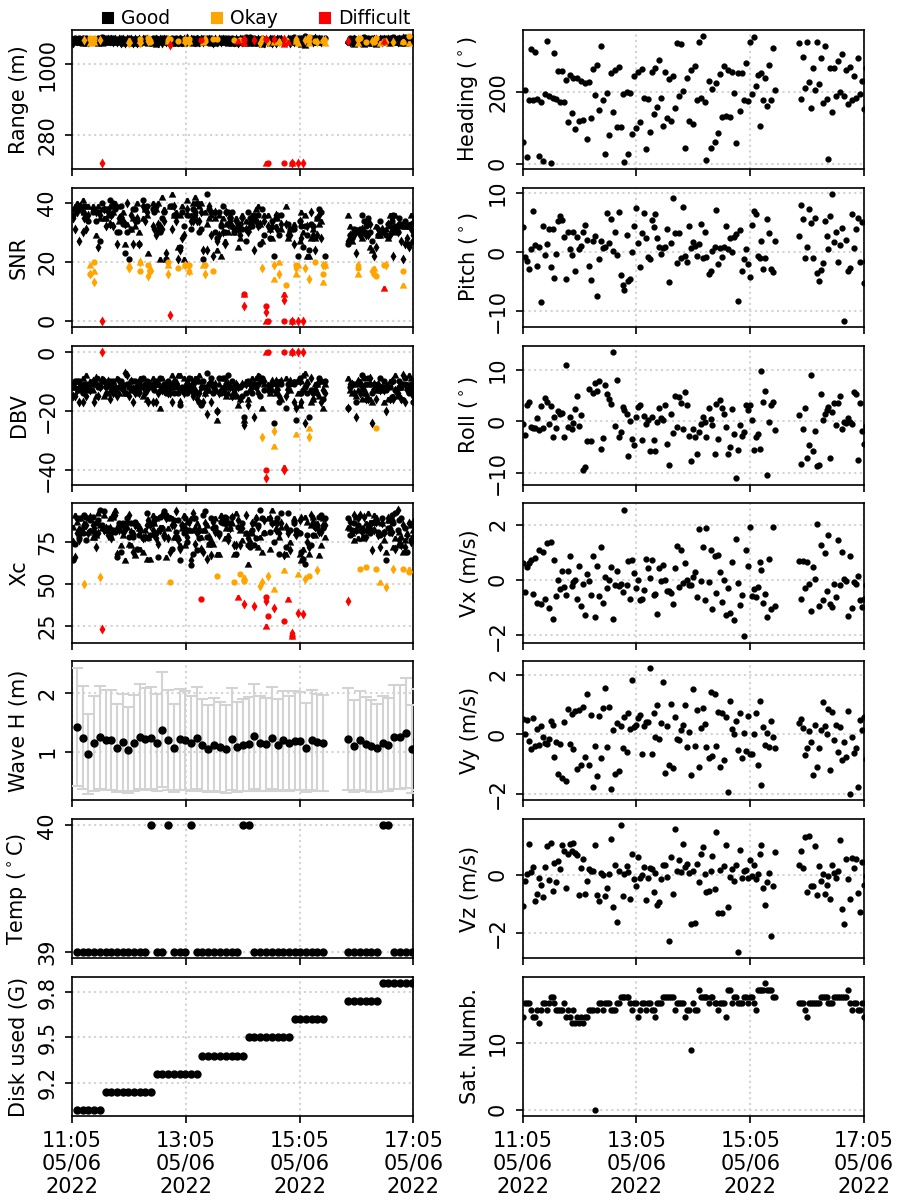 Good Okay Difficult
Range (m)
1000
280
Heading (°)
200
0
SNR
40
20
0
Pitch (°)
10
0
−10
DBV
0
−20
−40
Roll (°)
10
0
−10
Xc
75
50
25
Vx (m/s)
2
0
−2
Wave H (m)
2
1
Vy (m/s)
2
0
−2
Temp (°C)
40
39
Vz (m/s)
0
−2
Disk used (G)
9.8
9.5
9.2
Sat. Numb.
10
0
11:05 13:05 15:05 17:05
05/06 05/06 05/06 05/06
2022 2022 2022 2022
11:05 13:05 15:05 17:05
05/06 05/06 05/06 05/06
2022 2022 2022 2022